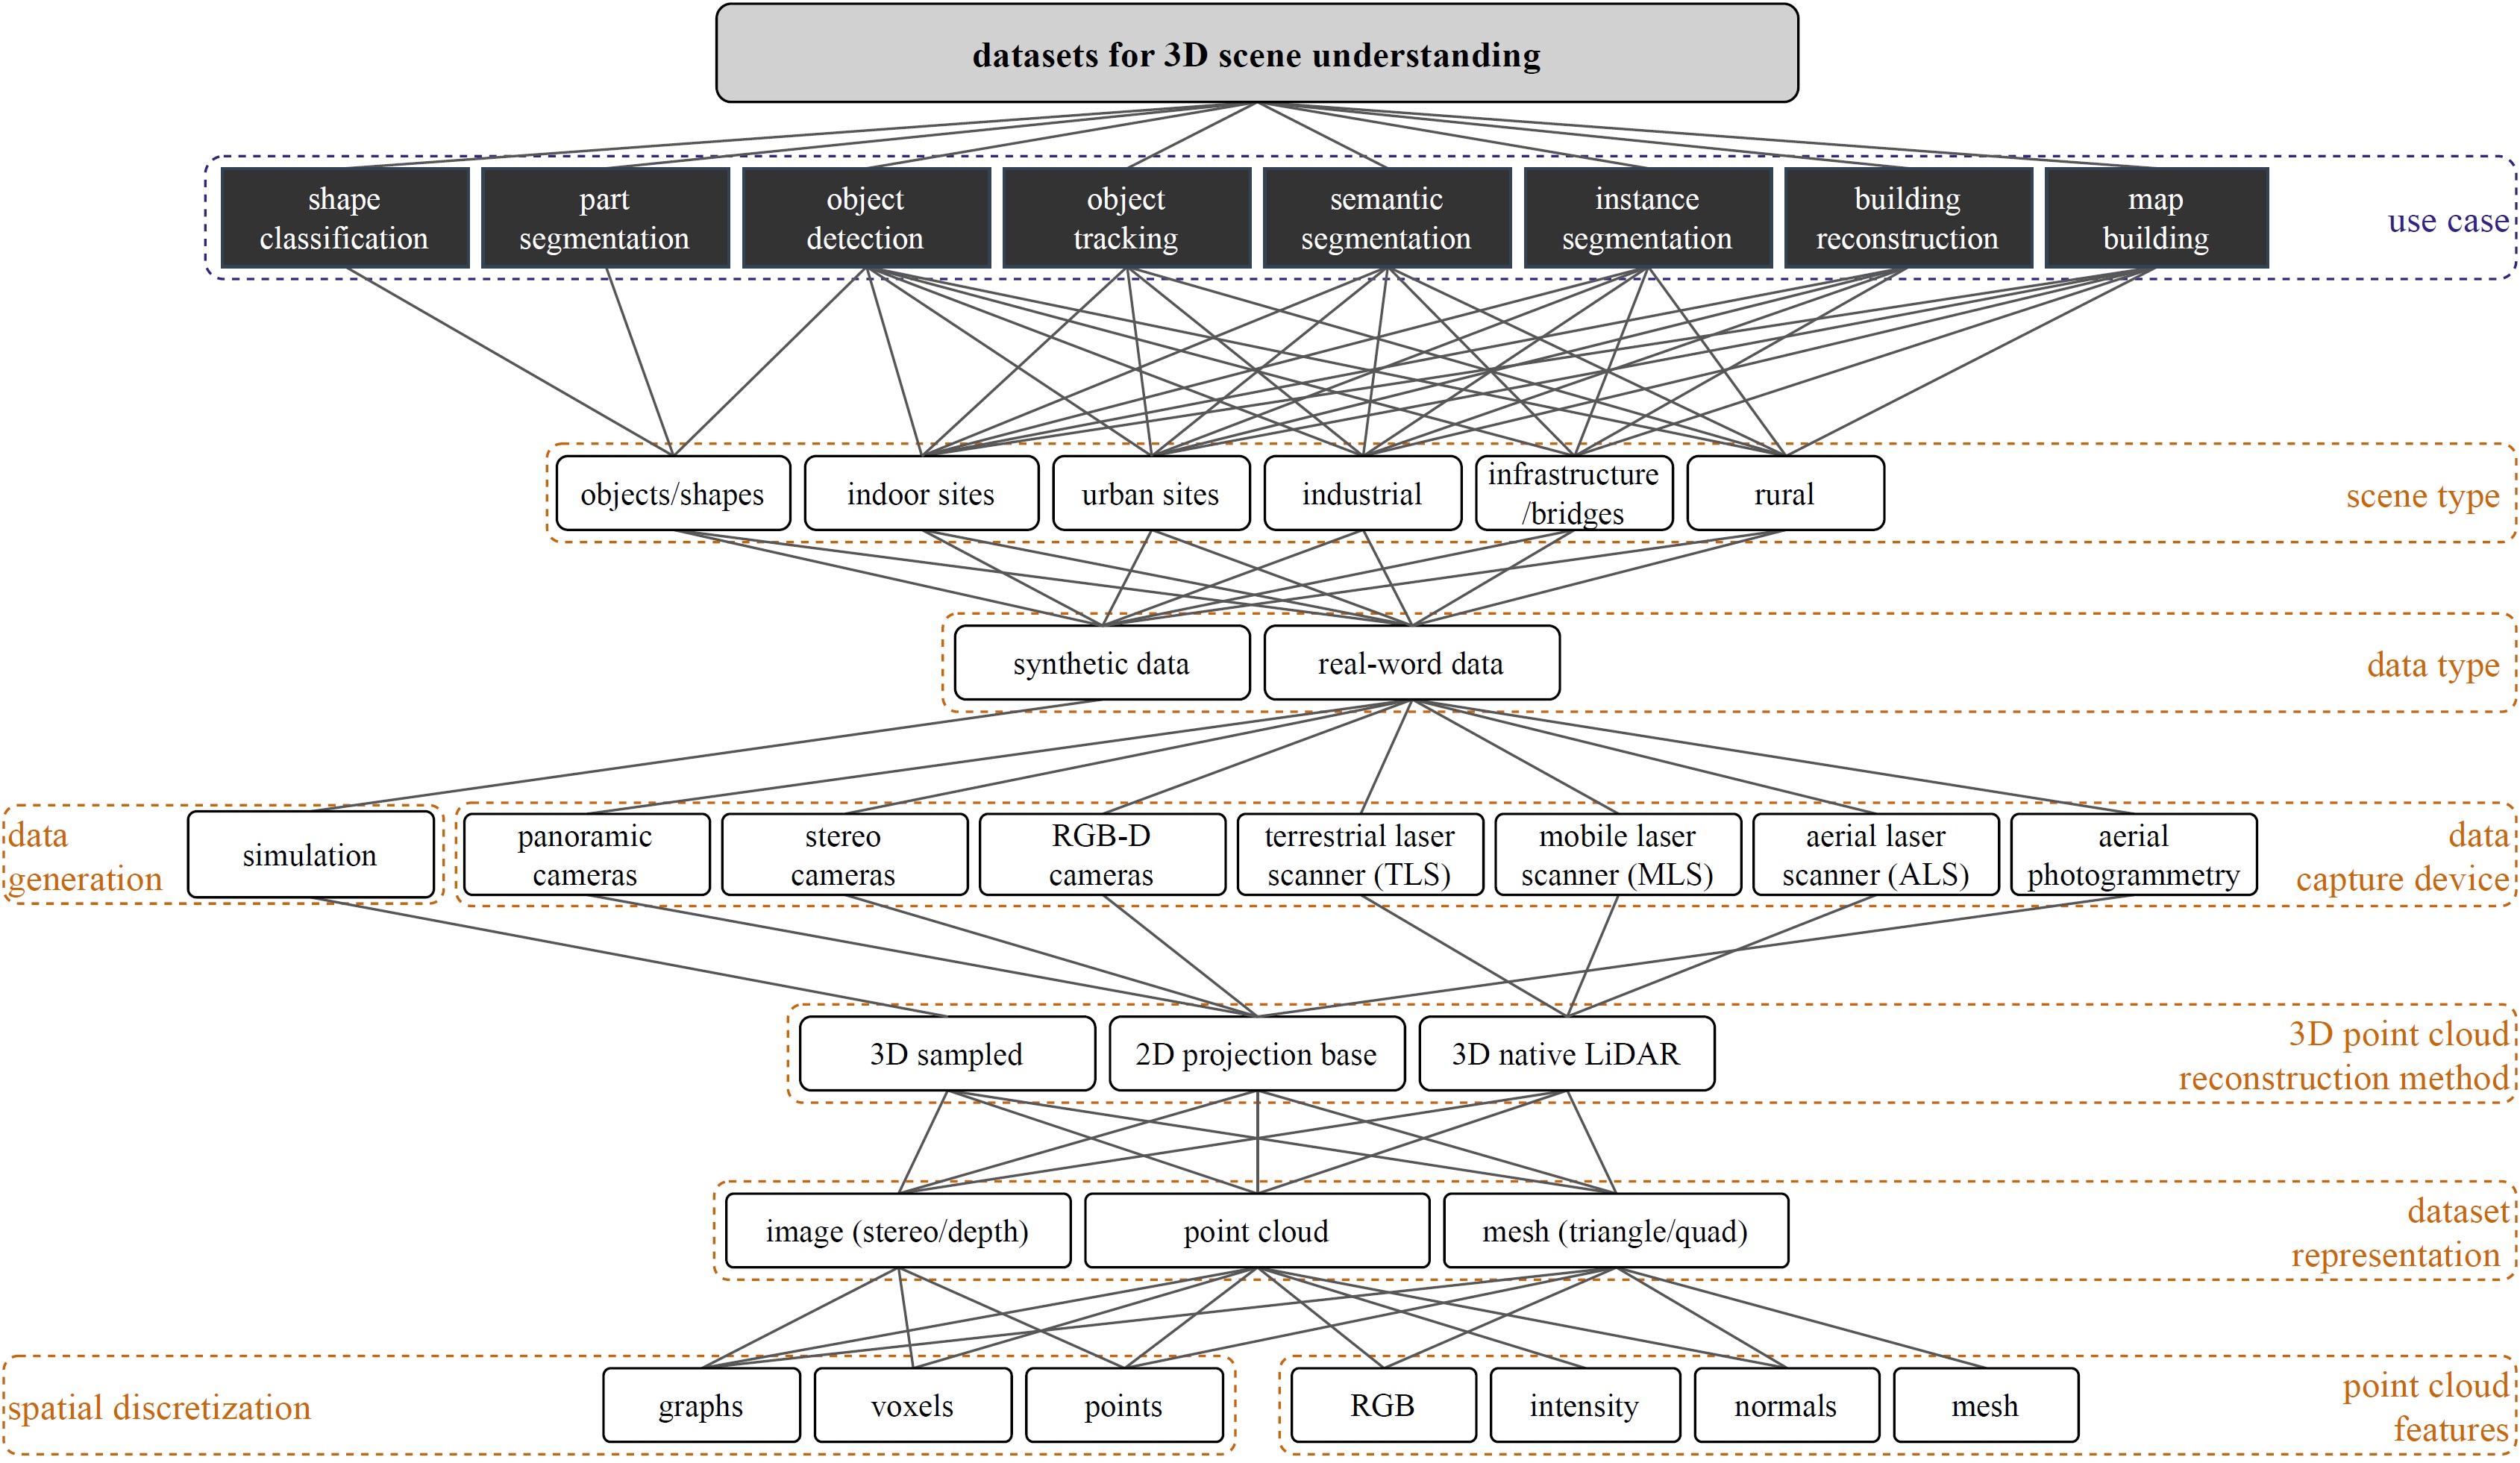 datasets for 3D scene understanding
shape
classification
part
segmentation
object
detection
object
tracking
semantic
segmentation
instance
segmentation
building
reconstruction
map
building
use case
objects/shapes
indoor sites
urban sites
industrial
infrastructure
/bridges
rural
scene type
synthetic data
real-word data
data type
data
generation
simulation
panoramic
cameras
stereo
cameras
RGB-D
cameras
terrestrial laser
scanner (TLS)
mobile laser
scanner (MLS)
aerial laser
scanner (ALS)
aerial
photogrammetry
data
capture device
3D sampled
2D projection base
3D native LiDAR
3D point cloud
reconstruction method
image (stereo/depth)
point cloud
mesh (triangle/quad)
dataset
representation
spatial discretization
graphs
voxels
points
RGB
intensity
normals
mesh
point cloud
features